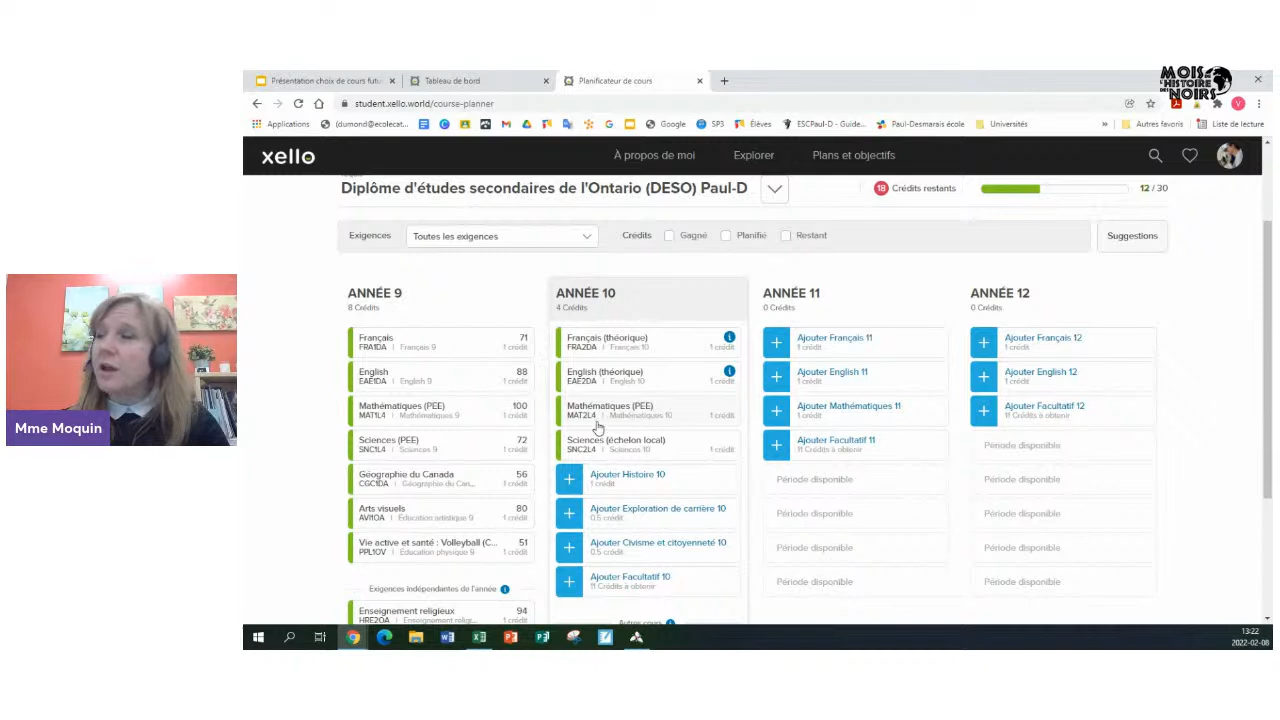 MOIS DE
L'HISTOIRE
DES NOIRS
Présentation choix de cours futu
Tableau de bord
Planificateur de cours
student.xello.world/course-planner
Applications
(dumond@ecolecat...
Google
SP3
Élèves
ESCPaul-D - Guide...
Paul-Desmarais école
Universités
»
Autres favoris
Liste de lecture
xello
À propos de moi
Explorer
Plans et objectifs
Diplôme d'études secondaires de l'Ontario (DESO) Paul-D
18 Crédits restants
12 / 30
Exigences
Toutes les exigences
Crédits
Gagné
Planifié
Restant
Suggestions
ANNÉE 9
8 Crédits
Français 71
FRA1DA | Français 9 1 crédit
English 88
EAE1DA | English 9 1 crédit
Mathématiques (PEE) 100
MAT1L4 | Mathématiques 9 1 crédit
Sciences (PEE) 72
SNC1L4 | Sciences 9 1 crédit
Géographie du Canada 56
CGC1DA | Géographie du Can... 1 crédit
Arts visuels 80
AVI1OA | Éducation artistique 9 1 crédit
Vie active et santé : Volleyball (C... 51
PPL1OV | Éducation physique 9 1 crédit
Exigences indépendantes de l'année
Enseignement religieux 94
HRE2OA | Enseignement relig... 1 crédit
ANNÉE 10
4 Crédits
Français (théorique)
FRA2DA | Français 10 1 crédit
English (théorique)
EAE2DA | English 10 1 crédit
Mathématiques (PEE)
MAT2L4 | Mathématiques 10 1 crédit
Sciences (échelon local)
SNC2L4 | Sciences 10 1 crédit
Ajouter Histoire 10
1 crédit
Ajouter Exploration de carrière 10
0.5 crédit
Ajouter Civisme et citoyenneté 10
0.5 crédit
Ajouter Facultatif 10
11 Crédits à obtenir
Autres cours
ANNÉE 11
0 Crédits
Ajouter Français 11
1 crédit
Ajouter English 11
1 crédit
Ajouter Mathématiques 11
1 crédit
Ajouter Facultatif 11
11 Crédits à obtenir
Période disponible
Période disponible
Période disponible
Période disponible
ANNÉE 12
0 Crédits
Ajouter Français 12
1 crédit
Ajouter English 12
1 crédit
Ajouter Facultatif 12
11 Crédits à obtenir
Période disponible
Période disponible
Période disponible
Période disponible
Période disponible
Mme Moquin
13:22
2022-02-08